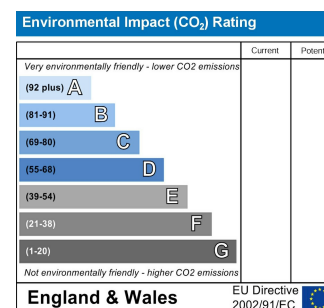 Environmental Impact (CO₂) Rating
Current Potent
Very environmentally friendly - lower CO2 emissions
(92 plus) A
(81-91) B
(69-80) C
(55-68) D
(39-54) E
(21-38) F
(1-20) G
Not environmentally friendly - higher CO2 emissions
England & Wales
EU Directive
2002/91/EC